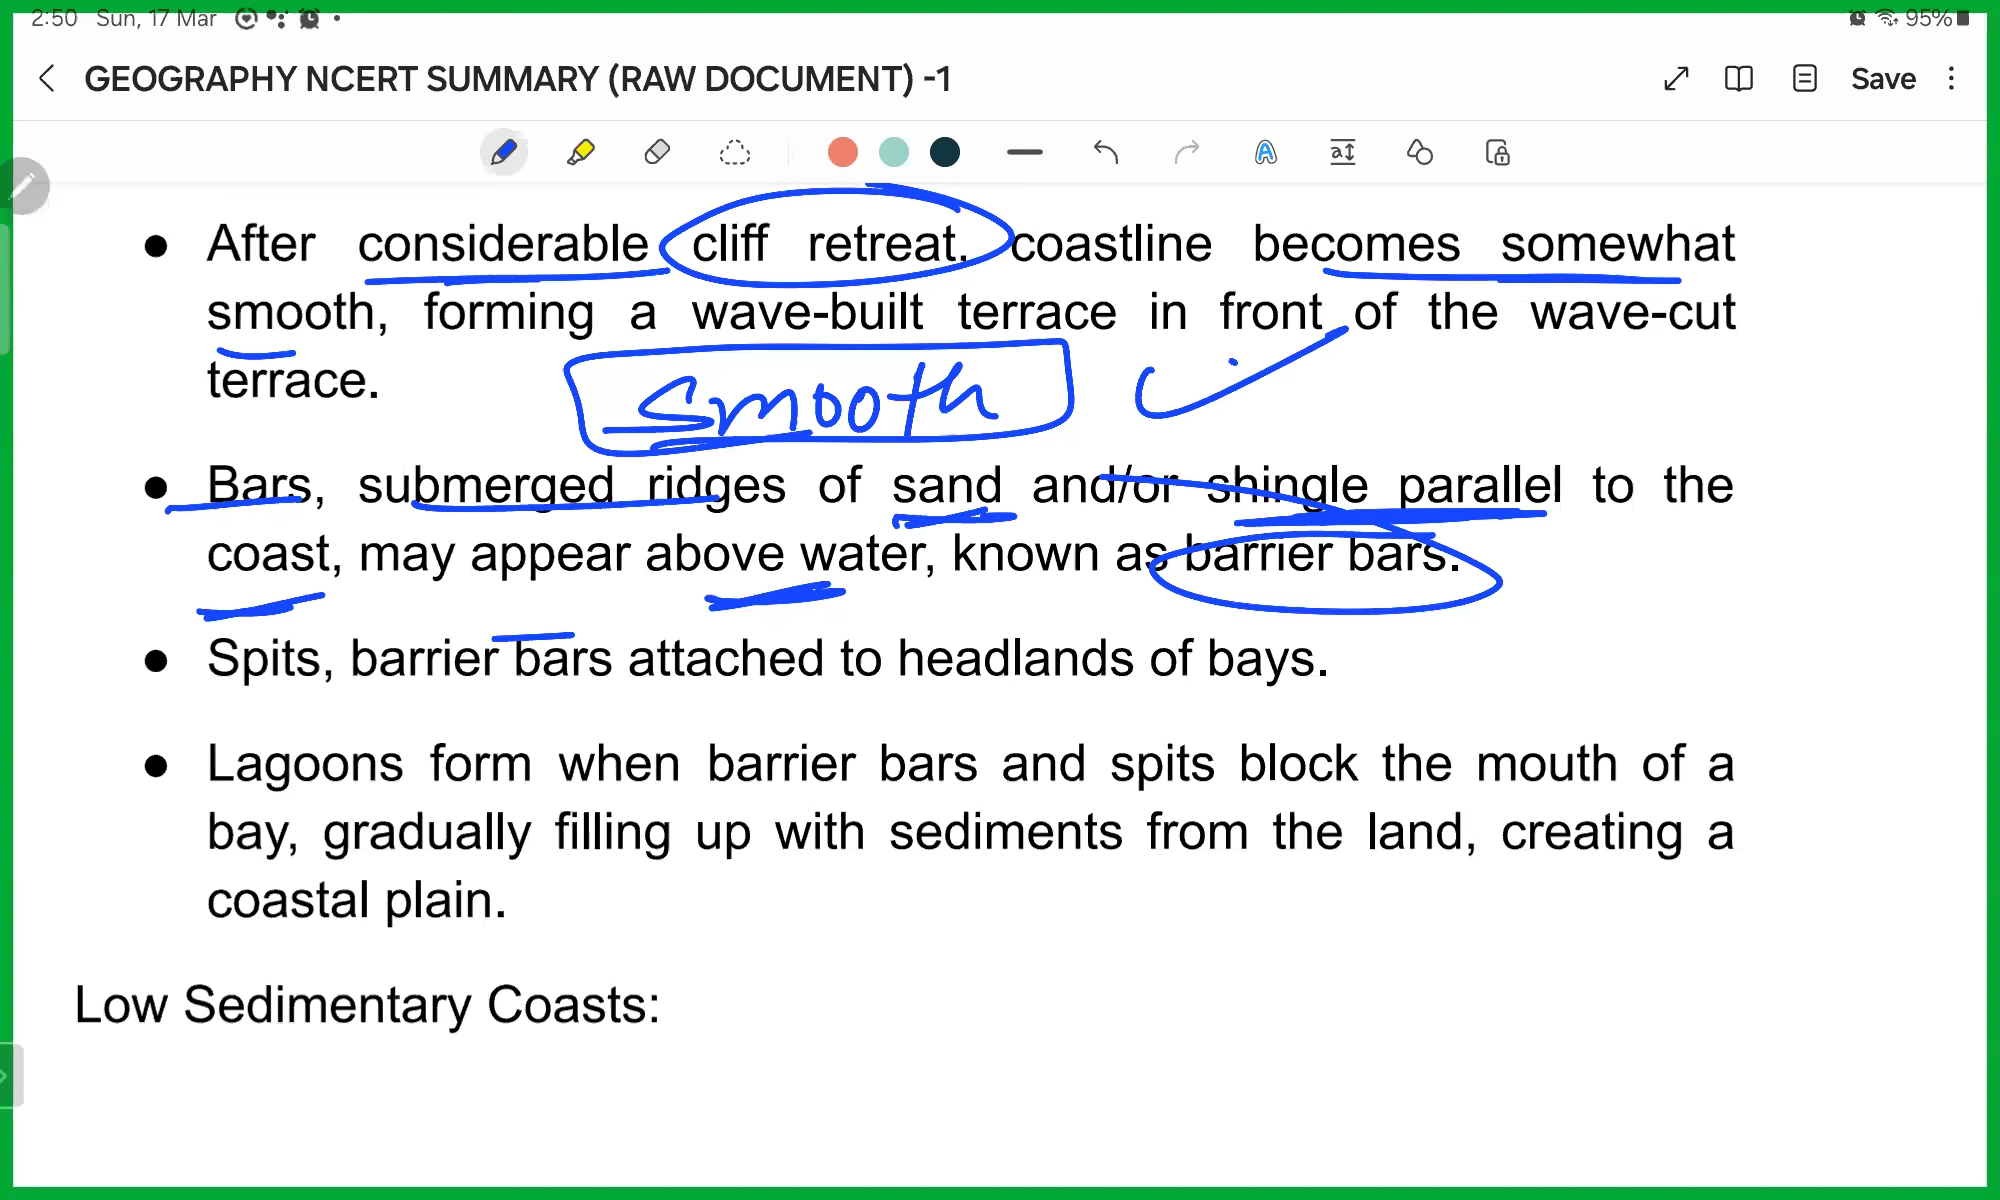 2:50 Sun, 17 Mar
95%
GEOGRAPHY NCERT SUMMARY (RAW DOCUMENT) -1
Save
● After considerable cliff retreat, coastline becomes somewhat
smooth, forming a wave-built terrace in front of the wave-cut
terrace.
Smooth
● Bars, submerged ridges of sand and/or shingle parallel to the
coast, may appear above water, known as barrier bars.
● Spits, barrier bars attached to headlands of bays.
● Lagoons form when barrier bars and spits block the mouth of a
bay, gradually filling up with sediments from the land, creating a
coastal plain.
Low Sedimentary Coasts: